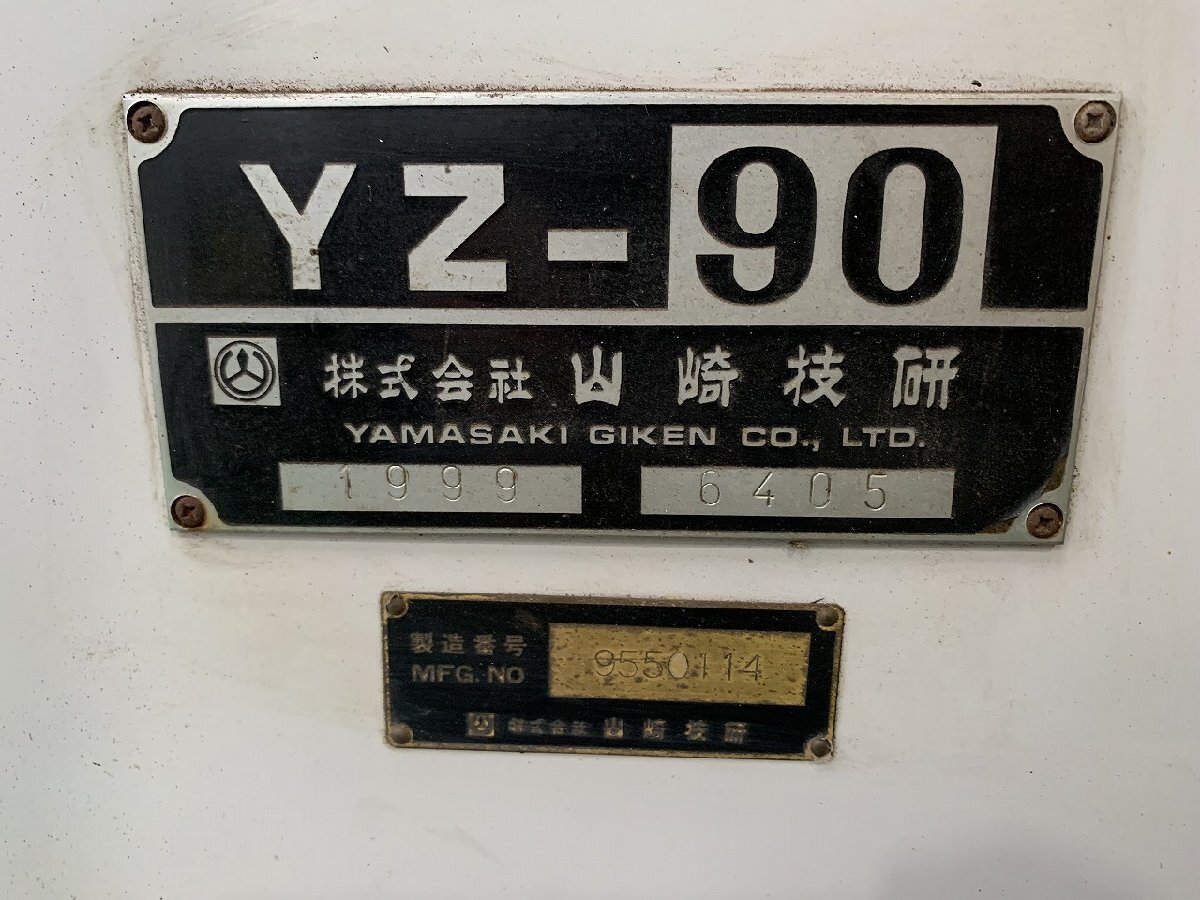 YZ-90
株式会社 山崎技研
YAMASAKI GIKEN CO., LTD.
1999 6405
製造番号
MFG. NO 9550114
株式会社 山崎技研